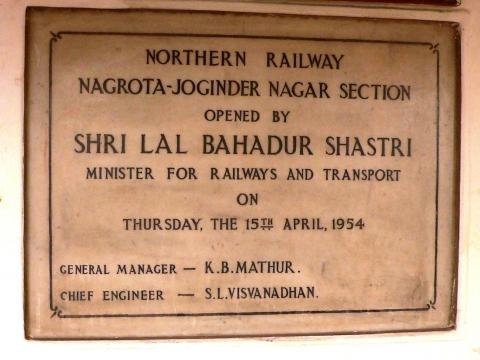 NORTHERN RAILWAY
NAGROTA-JOGINDER NAGAR SECTION
OPENED BY
SHRI LAL BAHADUR SHASTRI
MINISTER FOR RAILWAYS AND TRANSPORT
ON
THURSDAY, THE 15TH APRIL, 1954
GENERAL MANAGER — K.B. MATHUR.
CHIEF ENGINEER — S.L. VISVANADHAN.